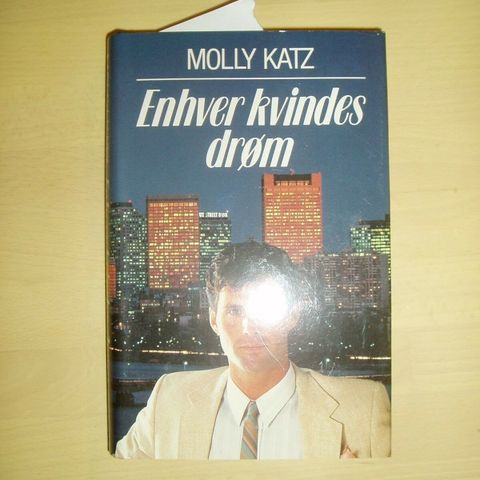 MOLLY KATZ
Enhver kvindes
drøm